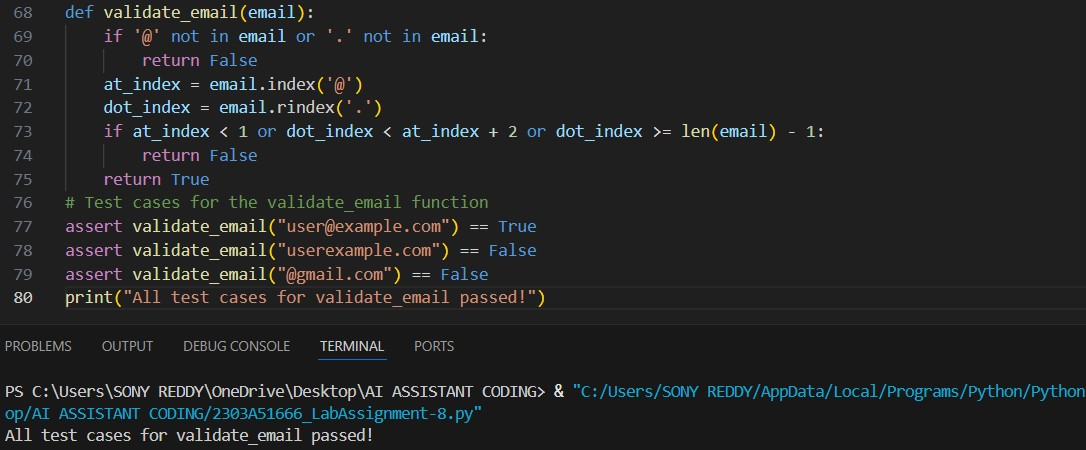 68 def validate_email(email):
69     if '@' not in email or '.' not in email:
70         return False
71     at_index = email.index('@')
72     dot_index = email.rindex('.')
73     if at_index < 1 or dot_index < at_index + 2 or dot_index >= len(email) - 1:
74         return False
75     return True
76 # Test cases for the validate_email function
77 assert validate_email("user@example.com") == True
78 assert validate_email("userexample.com") == False
79 assert validate_email("@gmail.com") == False
80 print("All test cases for validate_email passed!")
PROBLEMS OUTPUT DEBUG CONSOLE TERMINAL PORTS
PS C:\Users\SONY REDDY\OneDrive\Desktop\AI ASSISTANT CODING> & "C:/Users/SONY REDDY/AppData/Local/Programs/Python/Python
op/AI ASSISTANT CODING/2303A51666_LabAssignment-8.py"
All test cases for validate_email passed!